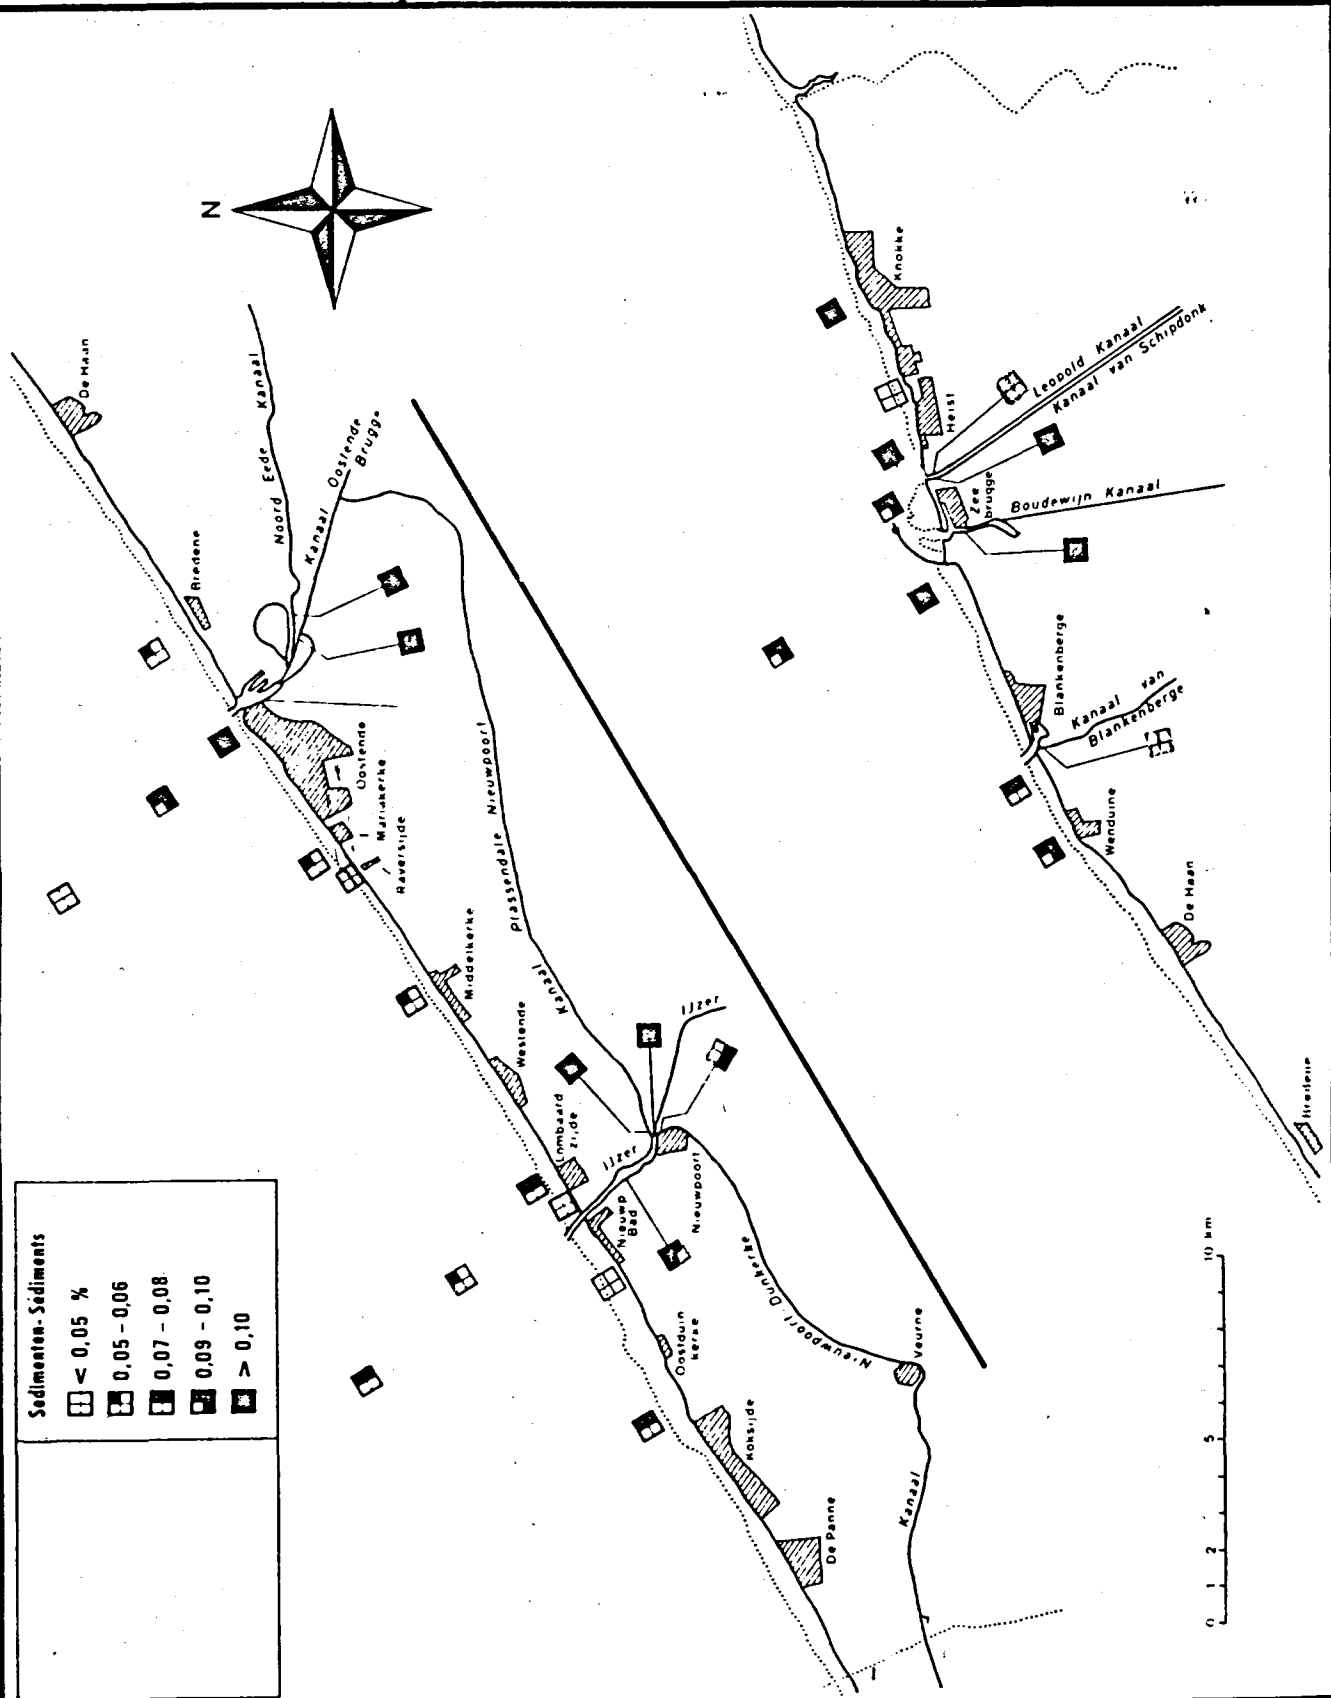 Sedimenten-Sédiments
< 0,05 %
0,05 - 0,06
0,07 - 0,08
0,09 - 0,10
> 0,10
N
De Haan
Bredene
Noord Eede Kanaal
Kanaal Oostende
Brugge
Oostende
Mariakerke
Raversijde
Middelkerke
Westende
Lombaard
zijde
Kanaal Plassendale Nieuwpoort
IJzer
IJzer
Nieuwp
Bad
Nieuwpoort
Oostduin
kerke
Koksijde
De Panne
Kanaal Nieuwpoort Dunkerke
Veurne
Knokke
Heist
Leopold Kanaal
Kanaal van Schipdonk
Zee
brugge
Boudewijn Kanaal
Blankenberge
Kanaal van
Blankenberge
Wenduine
De Haan
Bredene
0 1 2 5 10 km